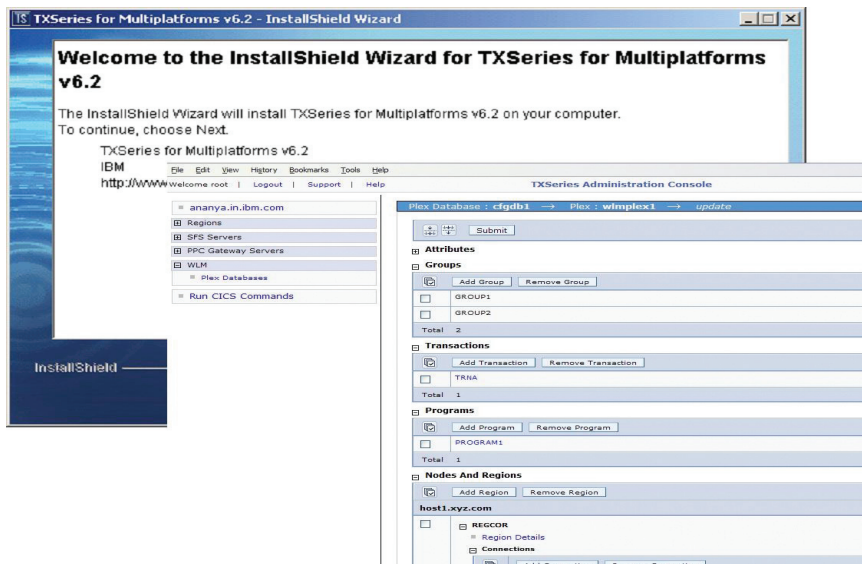 TS TXSeries for Multiplatforms v6.2 - InstallShield Wizard
Welcome to the InstallShield Wizard for TXSeries for Multiplatforms
v6.2
The InstallShield Wizard will install TXSeries for Multiplatforms v6.2 on your computer.
To continue, choose Next.
TXSeries for Multiplatforms v6.2
IBM
http://www
InstallShield
File Edit View History Bookmarks Tools Help
Welcome root | Logout | Support | Help
TXSeries Administration Console
ananya.in.ibm.com
Regions
SFS Servers
PPC Gateway Servers
WLM
Plex Databases
Run CICS Commands
Plex Database : cfgdb1 → Plex : wlmplex1 → update
Submit
Attributes
Groups
Add Group Remove Group
GROUP1
GROUP2
Total 2
Transactions
Add Transaction Remove Transaction
TRNA
Total 1
Programs
Add Program Remove Program
PROGRAM1
Total 1
Nodes And Regions
Add Region Remove Region
host1.xyz.com
REGCOR
Region Details
Connections